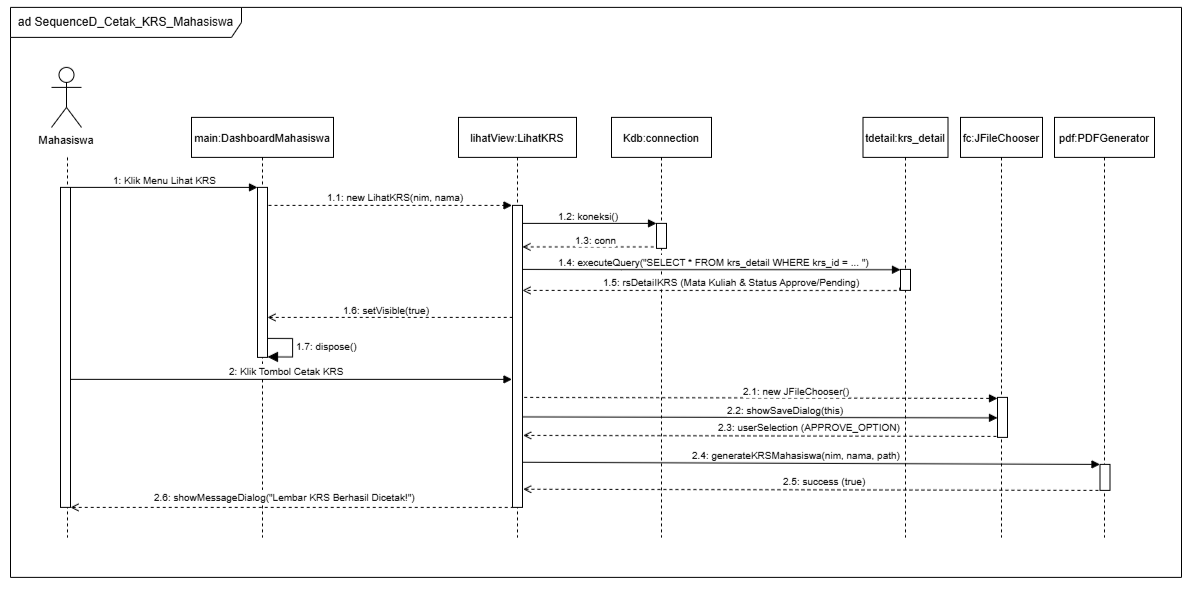 ad SequenceD_Cetak_KRS_Mahasiswa
Mahasiswa
main:DashboardMahasiswa
lihatView:LihatKRS
Kdb:connection
tdetail:krs_detail
fc:JFileChooser
pdf:PDFGenerator
1: Klik Menu Lihat KRS
1.1: new LihatKRS(nim, nama)
1.2: koneksi()
1.3: conn
1.4: executeQuery("SELECT * FROM krs_detail WHERE krs_id = ... ")
1.5: rsDetailKRS (Mata Kuliah & Status Approve/Pending)
1.6: setVisible(true)
1.7: dispose()
2: Klik Tombol Cetak KRS
2.1: new JFileChooser()
2.2: showSaveDialog(this)
2.3: userSelection (APPROVE_OPTION)
2.4: generateKRSMahasiswa(nim, nama, path)
2.5: success (true)
2.6: showMessageDialog("Lembar KRS Berhasil Dicetak!")